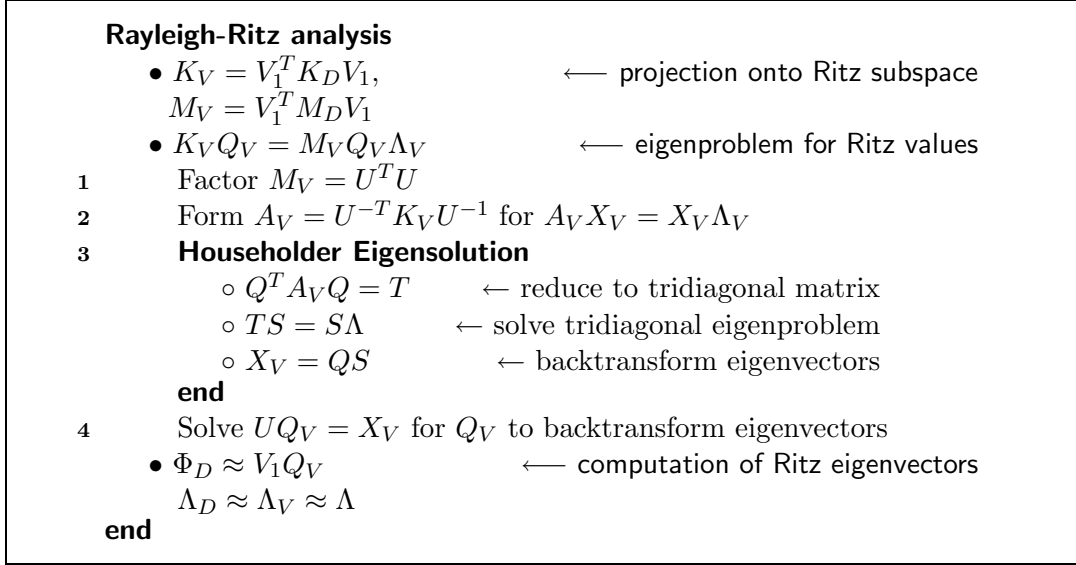 Rayleigh-Ritz analysis
• K_V = V_1^T K_D V_1, ⟵ projection onto Ritz subspace
M_V = V_1^T M_D V_1
• K_V Q_V = M_V Q_V Λ_V ⟵ eigenproblem for Ritz values
1 Factor M_V = U^T U
2 Form A_V = U^{-T} K_V U^{-1} for A_V X_V = X_V Λ_V
3 Householder Eigensolution
∘ Q^T A_V Q = T ← reduce to tridiagonal matrix
∘ TS = SΛ ← solve tridiagonal eigenproblem
∘ X_V = QS ← backtransform eigenvectors
end
4 Solve UQ_V = X_V for Q_V to backtransform eigenvectors
• Φ_D ≈ V_1 Q_V ⟵ computation of Ritz eigenvectors
Λ_D ≈ Λ_V ≈ Λ
end